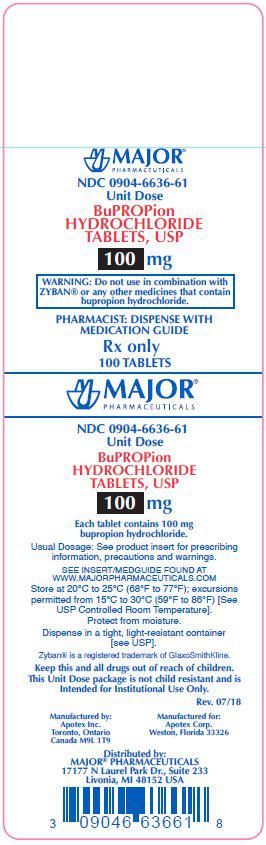 MAJOR®
PHARMACEUTICALS
NDC 0904-6636-61
Unit Dose
BuPROPion
HYDROCHLORIDE
TABLETS, USP
100 mg
WARNING: Do not use in combination with
ZYBAN® or any other medicines that contain
bupropion hydrochloride.
PHARMACIST: DISPENSE WITH
MEDICATION GUIDE
Rx only
100 TABLETS
MAJOR®
PHARMACEUTICALS
NDC 0904-6636-61
Unit Dose
BuPROPion
HYDROCHLORIDE
TABLETS, USP
100 mg
Each tablet contains 100 mg
bupropion hydrochloride.
Usual Dosage: See product insert for prescribing
information, precautions and warnings.
SEE INSERT/MEDGUIDE FOUND AT
WWW.MAJORPHARMACEUTICALS.COM
Store at 20°C to 25°C (68°F to 77°F); excursions
permitted from 15°C to 30°C (59°F to 86°F) [See
USP Controlled Room Temperature].
Protect from moisture.
Dispense in a tight, light-resistant container
[see USP].
Zyban® is a registered trademark of GlaxoSmithKline.
Keep this and all drugs out of reach of children.
This Unit Dose package is not child resistant and is
Intended for Institutional Use Only.
Rev. 07/18
Manufactured by:
Apotex Inc.
Toronto, Ontario
Canada M9L 1T9
Manufactured for:
Apotex Corp.
Weston, Florida 33326
Distributed by:
MAJOR® PHARMACEUTICALS
17177 N Laurel Park Dr., Suite 233
Livonia, MI 48152 USA
3 09046 63661 8